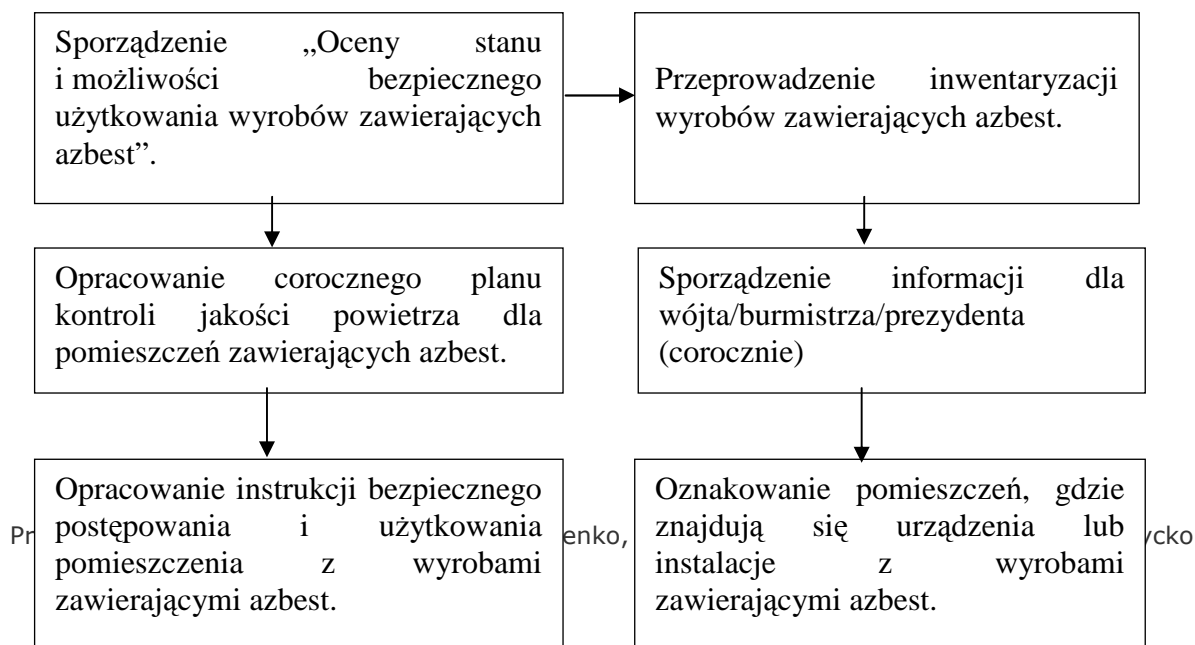 Sporządzenie „Oceny stanu
i możliwości bezpiecznego
użytkowania wyrobów zawierających
azbest”.
Przeprowadzenie inwentaryzacji
wyrobów zawierających azbest.
Opracowanie corocznego planu
kontroli jakości powietrza dla
pomieszczeń zawierających azbest.
Sporządzenie informacji dla
wójta/burmistrza/prezydenta
(corocznie)
Opracowanie instrukcji bezpiecznego
postępowania i użytkowania
pomieszczenia z wyrobami
zawierającymi azbest.
Oznakowanie pomieszczeń, gdzie
znajdują się urządzenia lub
instalacje z wyrobami
zawierającymi azbest.